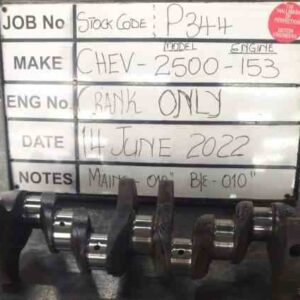 JOB No STOCK CODE: P344
MODEL ENGINE
MAKE CHEV-2500-153
ENG No. CRANK ONLY
DATE 14 JUNE 2022
NOTES MAINS-010" B/E-010"